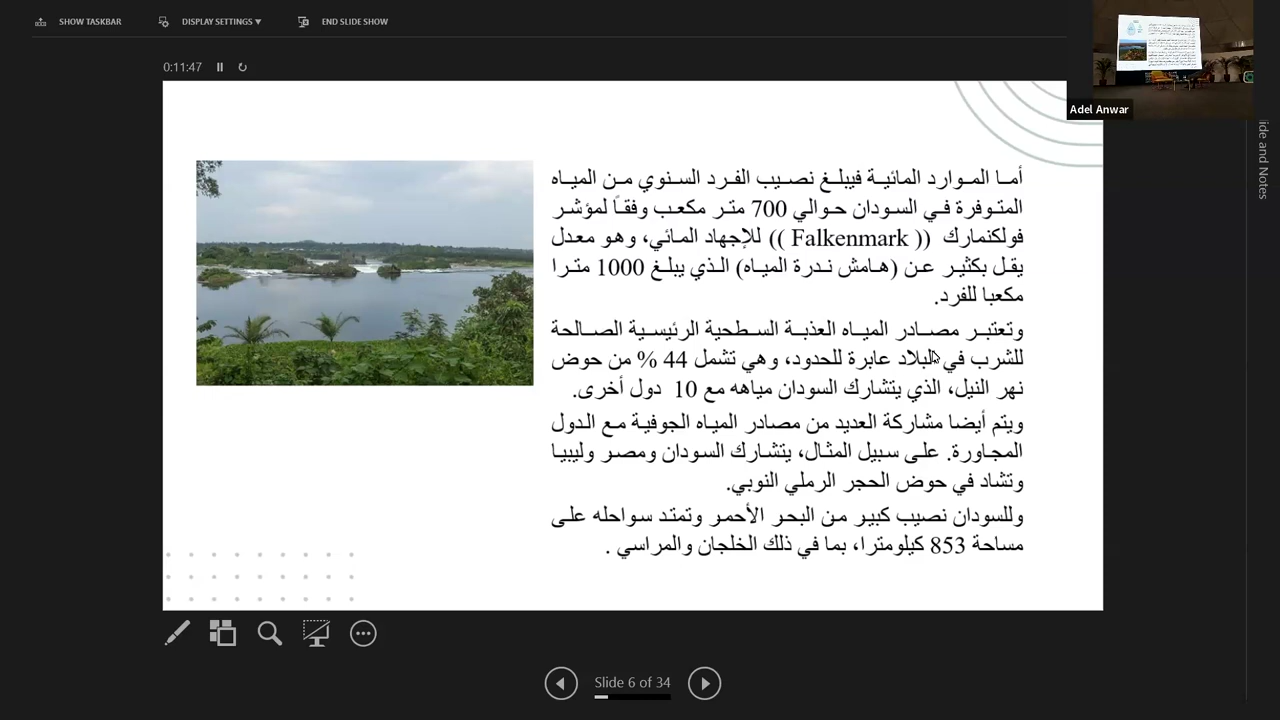 SHOW TASKBAR
DISPLAY SETTINGS
END SLIDE SHOW
Adel Anwar
0:11:47
أما الموارد المائية فيبلغ نصيب الفرد السنوي من المياه
المتوفرة في السودان حوالي 700 متر مكعب وفقًا لمؤشر
فولكنمارك (( Falkenmark )) للإجهاد المائي، وهو معدل
يقل بكثير عن (هامش ندرة المياه) الذي يبلغ 1000 مترا
مكعبا للفرد.
وتعتبر مصادر المياه العذبة السطحية الرئيسية الصالحة
للشرب في البلاد عابرة للحدود، وهي تشمل 44 % من حوض
نهر النيل، الذي يتشارك السودان مياهه مع 10 دول أخرى.
ويتم أيضا مشاركة العديد من مصادر المياه الجوفية مع الدول
المجاورة. على سبيل المثال، يتشارك السودان ومصر وليبيا
وتشاد في حوض الحجر الرملي النوبي.
وللسودان نصيب كبير من البحر الأحمر وتمتد سواحله على
مساحة 853 كيلومترا، بما في ذلك الخلجان والمراسي .
ide and Notes
Slide 6 of 34